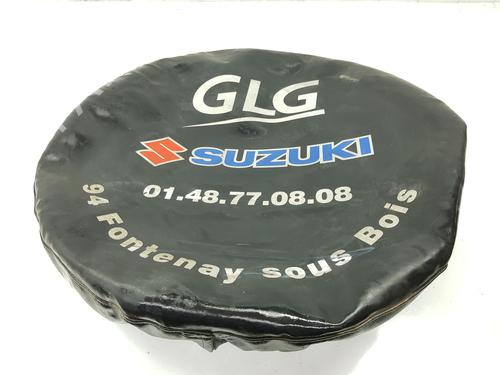 GLG
SUZUKI
01.48.77.08.08
94 Fontenay sous Bois